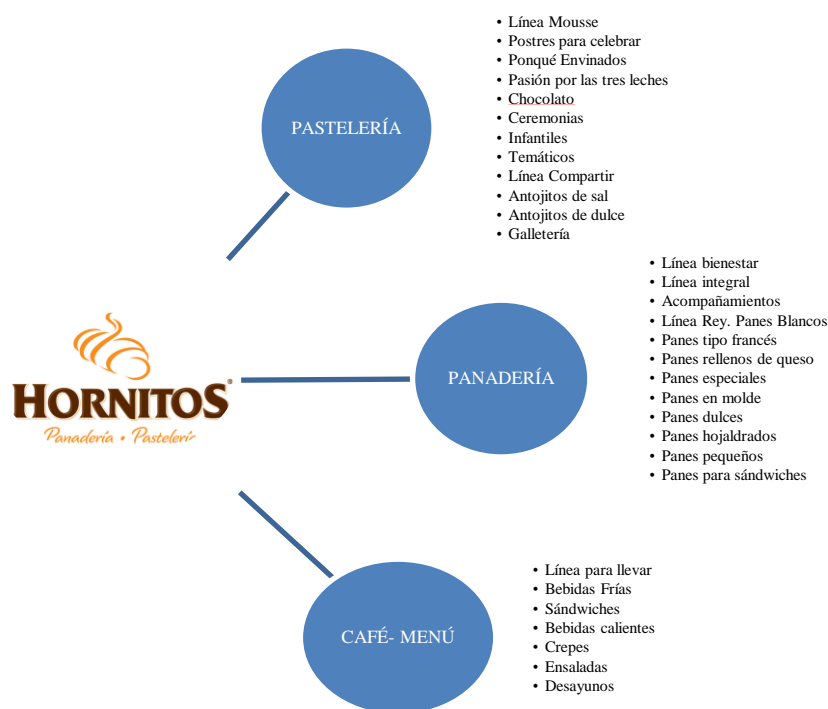 • Línea Mousse
• Postres para celebrar
• Ponqué Envinados
• Pasión por las tres leches
• Chocolato
• Ceremonias
• Infantiles
• Temáticos
• Línea Compartir
• Antojitos de sal
• Antojitos de dulce
• Galletería
PASTELERÍA
• Línea bienestar
• Línea integral
• Acompañamientos
• Línea Rey. Panes Blancos
• Panes tipo francés
• Panes rellenos de queso
• Panes especiales
• Panes en molde
• Panes dulces
• Panes hojaldrados
• Panes pequeños
• Panes para sándwiches
PANADERÍA
HORNITOS®
Panadería • Pastelerí
• Línea para llevar
• Bebidas Frías
• Sándwiches
• Bebidas calientes
• Crepes
• Ensaladas
• Desayunos
CAFÉ- MENÚ